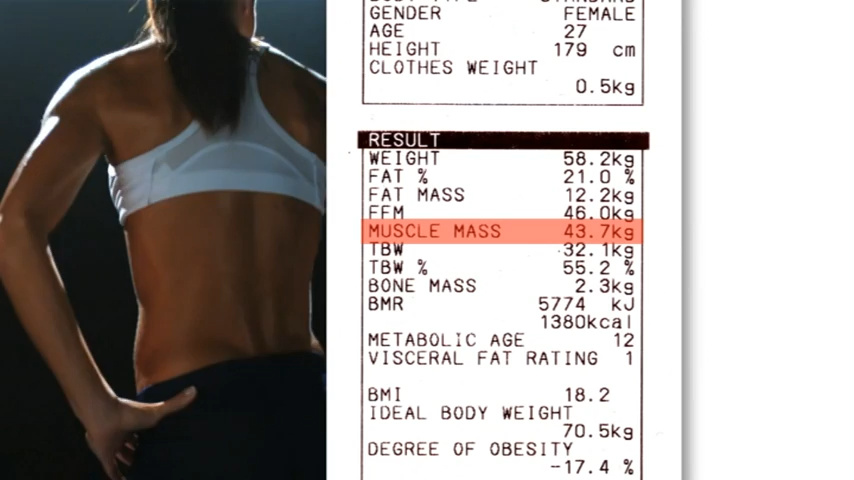 GENDER FEMALE
AGE 27
HEIGHT 179 cm
CLOTHES WEIGHT
0.5kg
RESULT
WEIGHT 58.2kg
FAT % 21.0 %
FAT MASS 12.2kg
FFM 46.0kg
MUSCLE MASS 43.7kg
TBW 32.1kg
TBW % 55.2 %
BONE MASS 2.3kg
BMR 5774 kJ
1380kcal
METABOLIC AGE 12
VISCERAL FAT RATING 1
BMI 18.2
IDEAL BODY WEIGHT
70.5kg
DEGREE OF OBESITY
-17.4 %